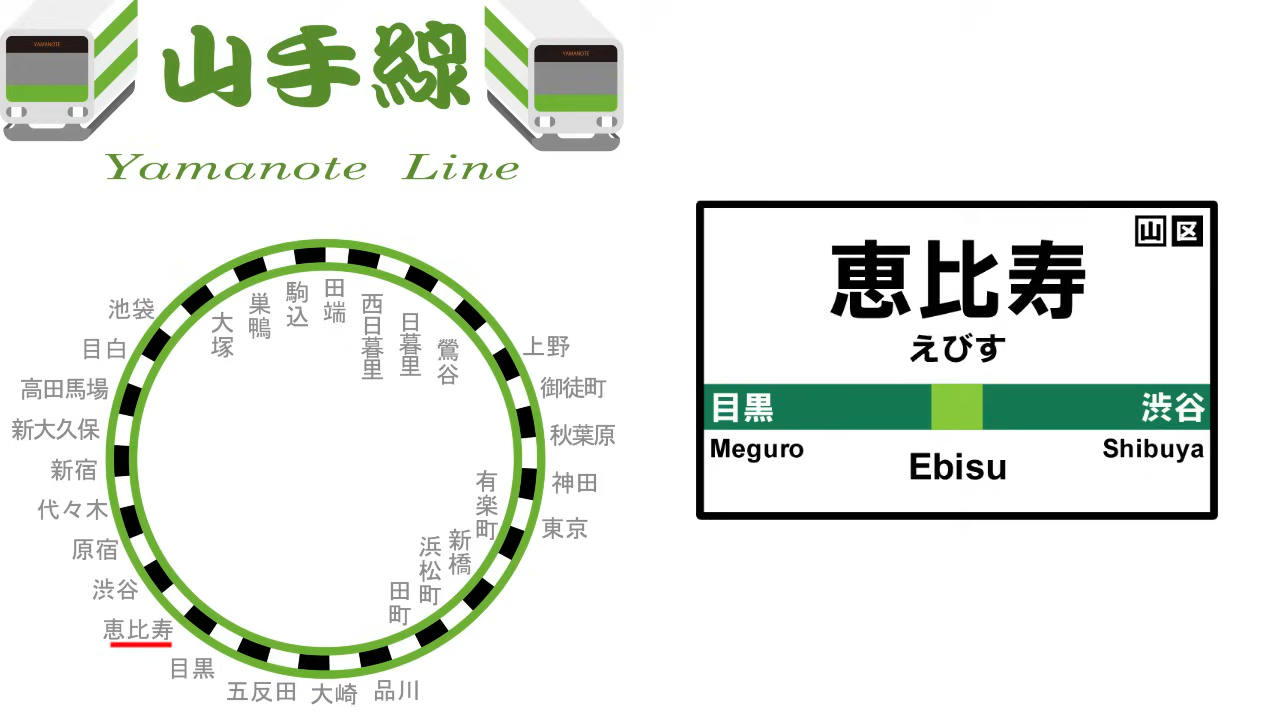 YAMANOTE
山手線
YAMANOTE
Yamanote Line
池袋
目白
高田馬場
新大久保
新宿
代々木
原宿
渋谷
恵比寿
目黒
五反田
大崎
品川
大塚
巣鴨
駒込
田端
西日暮里
日暮里
鶯谷
上野
御徒町
秋葉原
神田
東京
有楽町
新橋
浜松町
田町
山区
恵比寿
えびす
目黒
渋谷
Meguro
Shibuya
Ebisu